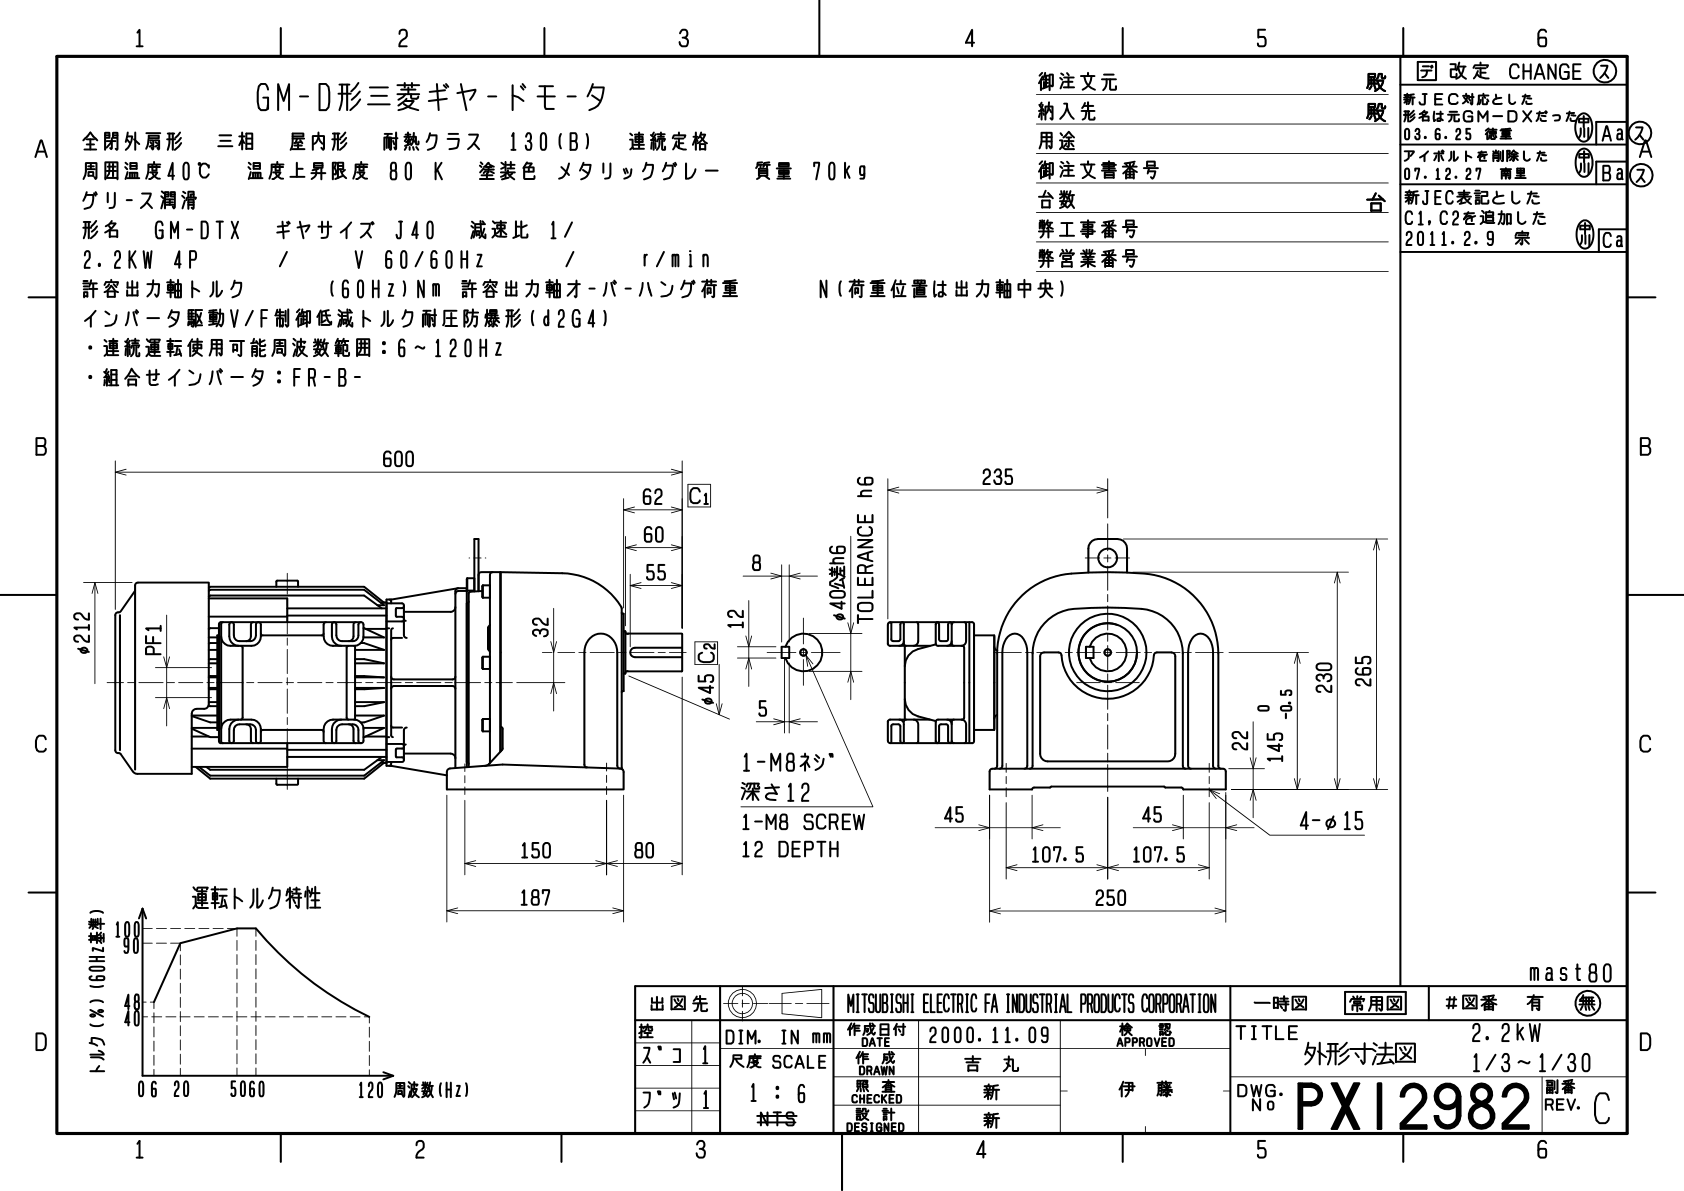 1 2 3 4 5 6
GM-D形三菱ギヤードモータ
全閉外扇形 三相 屋内形 耐熱クラス 130(B) 連続定格
周囲温度40℃ 温度上昇限度 80 K 塗装色 メタリックグレー 質量 70kg
グリース潤滑
形名 GM-DTX ギヤサイズ J40 減速比 1/
2.2KW 4P / V 60/60Hz / r/min
許容出力軸トルク (60Hz)Nm 許容出力軸オーバーハング荷重 N(荷重位置は出力軸中央)
インバータ駆動V/F制御低減トルク耐圧防爆形(d2G4)
・連続運転使用可能周波数範囲:6~120Hz
・組合せインバータ:FR-B-
御注文元 殿
納入先 殿
用途
御注文書番号
台数 台
弊工事番号
弊営業番号
デ 改定 CHANGE ス
新JEC対応とした
形名は元GM-DXだった
03.6.25 徳重 Aa ス
アイボルトを削除した
07.12.27 南里 Ba ス
新JEC表記とした
C1,C2を追加した
2011.2.9 宗 Ca
A A
B B
C C
D D
600
62 C1
60
55
32
φ212
PF1
C2
φ45
150 80
187
8
12
5
φ40公差h6
TOLERANCE h6
1-M8ネジ
深さ12
1-M8 SCREW
12 DEPTH
235
265
230
145 0 -0.5
22
45 45
4-φ15
107.5 107.5
250
運転トルク特性
トルク(%)(60Hz基準)
100
90
48
40
0 6 20 50 60 120 周波数(Hz)
mast80
出図先
控
ズコ 1
ブツ 1
DIM. IN mm
尺度 SCALE
1 : 6
NTS
MITSUBISHI ELECTRIC FA INDUSTRIAL PRODUCTS CORPORATION
作成日付 DATE 2000.11.09
検認 APPROVED
作成 DRAWN 吉丸
照査 CHECKED 新
伊藤
設計 DESIGNED 新
一時図 常用図 #図番 有 無
TITLE 2.2kW
外形寸法図 1/3~1/30
DWG. No PX12982
副番 REV. C
1 2 3 4 5 6